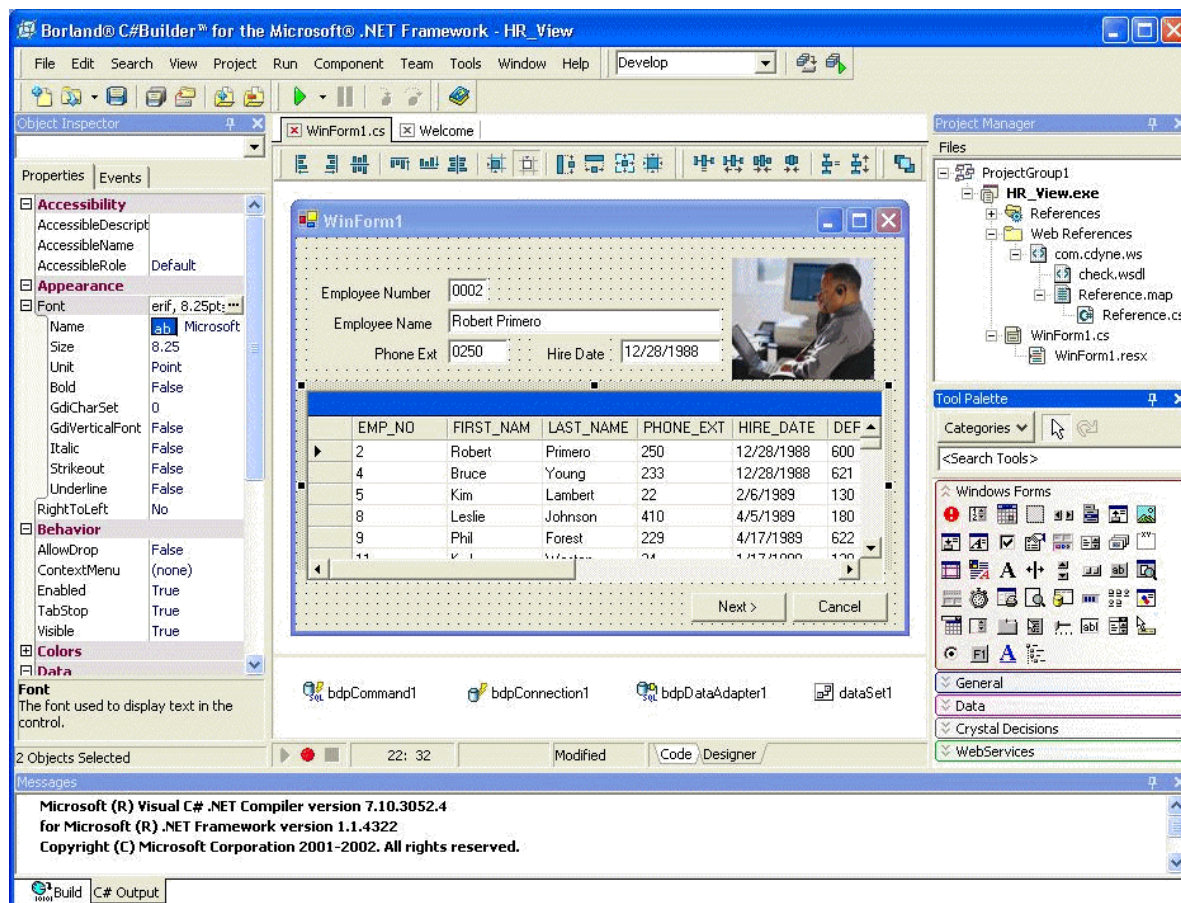 Borland® C#Builder™ for the Microsoft® .NET Framework - HR_View
File Edit Search View Project Run Component Team Tools Window Help Develop
Object Inspector
Properties Events
Accessibility
AccessibleDescript
AccessibleName
AccessibleRole Default
Appearance
Font erif, 8.25pt; ...
Name ab Microsoft
Size 8.25
Unit Point
Bold False
GdiCharSet 0
GdiVerticalFont False
Italic False
Strikeout False
Underline False
RightToLeft No
Behavior
AllowDrop False
ContextMenu (none)
Enabled True
TabStop True
Visible True
Colors
Data
Font
The font used to display text in the
control.
2 Objects Selected
WinForm1.cs Welcome
WinForm1
Employee Number 0002
Employee Name Robert Primero
Phone Ext 0250 Hire Date 12/28/1988
EMP_NO FIRST_NAM LAST_NAME PHONE_EXT HIRE_DATE DEF
2 Robert Primero 250 12/28/1988 600
4 Bruce Young 233 12/28/1988 621
5 Kim Lambert 22 2/6/1989 130
8 Leslie Johnson 410 4/5/1989 180
9 Phil Forest 229 4/17/1989 622
Next > Cancel
bdpCommand1 bdpConnection1 bdpDataAdapter1 dataSet1
22: 32 Modified Code Designer
Project Manager
Files
ProjectGroup1
HR_View.exe
References
Web References
com.cdyne.ws
check.wsdl
Reference.map
Reference.cs
WinForm1.cs
WinForm1.resx
Tool Palette
Categories
<Search Tools>
Windows Forms
General
Data
Crystal Decisions
WebServices
Messages
Microsoft (R) Visual C# .NET Compiler version 7.10.3052.4
for Microsoft (R) .NET Framework version 1.1.4322
Copyright (C) Microsoft Corporation 2001-2002. All rights reserved.
Build C# Output